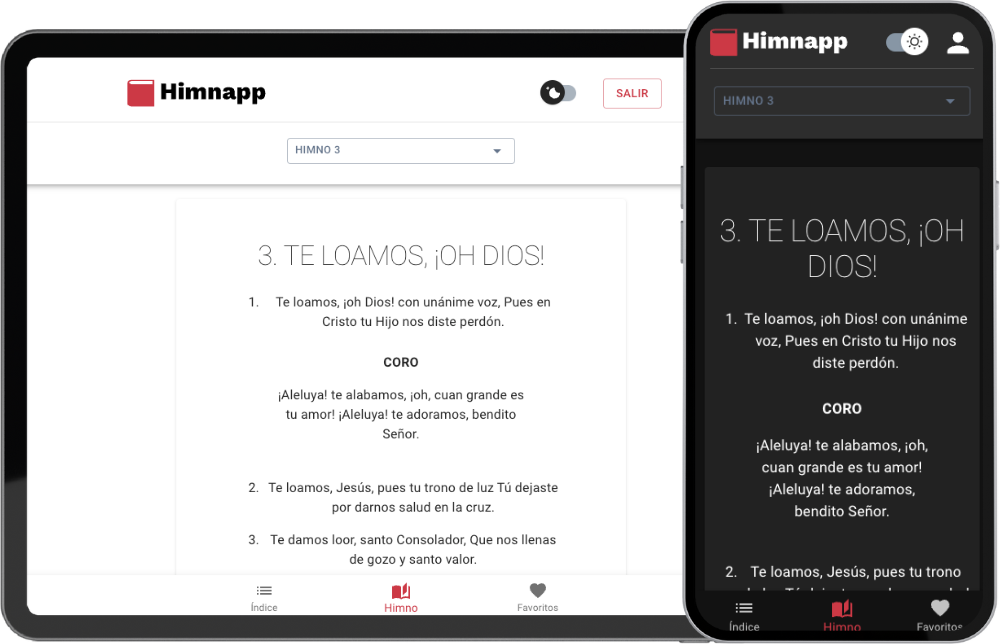 Himnapp
SALIR
HIMNO 3
3. TE LOAMOS, ¡OH DIOS!
1. Te loamos, ¡oh Dios! con unánime voz, Pues en
Cristo tu Hijo nos diste perdón.
CORO
¡Aleluya! te alabamos, ¡oh, cuan grande es
tu amor! ¡Aleluya! te adoramos, bendito
Señor.
2. Te loamos, Jesús, pues tu trono de luz Tú dejaste
por darnos salud en la cruz.
3. Te damos loor, santo Consolador, Que nos llenas
de gozo y santo valor.
Índice
Himno
Favoritos
Himnapp
HIMNO 3
3. TE LOAMOS, ¡OH
DIOS!
1. Te loamos, ¡oh Dios! con unánime
voz, Pues en Cristo tu Hijo nos
diste perdón.
CORO
¡Aleluya! te alabamos, ¡oh,
cuan grande es tu amor!
¡Aleluya! te adoramos,
bendito Señor.
2. Te loamos, Jesús, pues tu trono
Índice
Himno
Favoritos